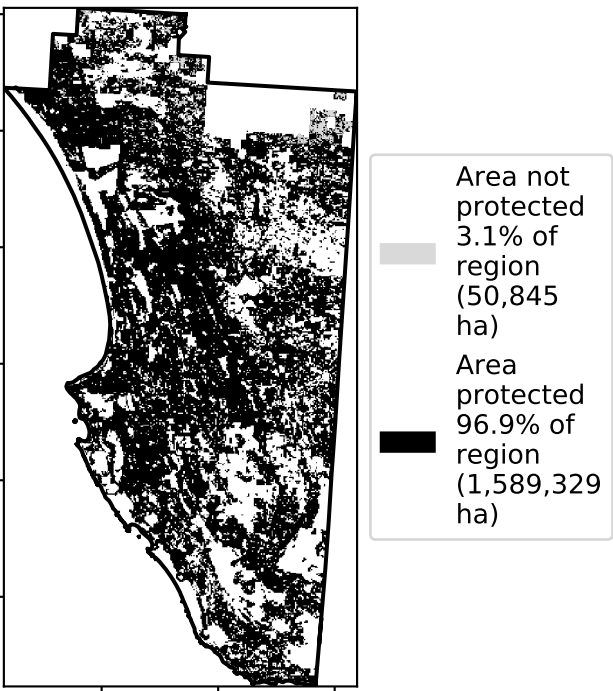 Area not
protected
3.1% of
region
(50,845
ha)
Area
protected
96.9% of
region
(1,589,329
ha)